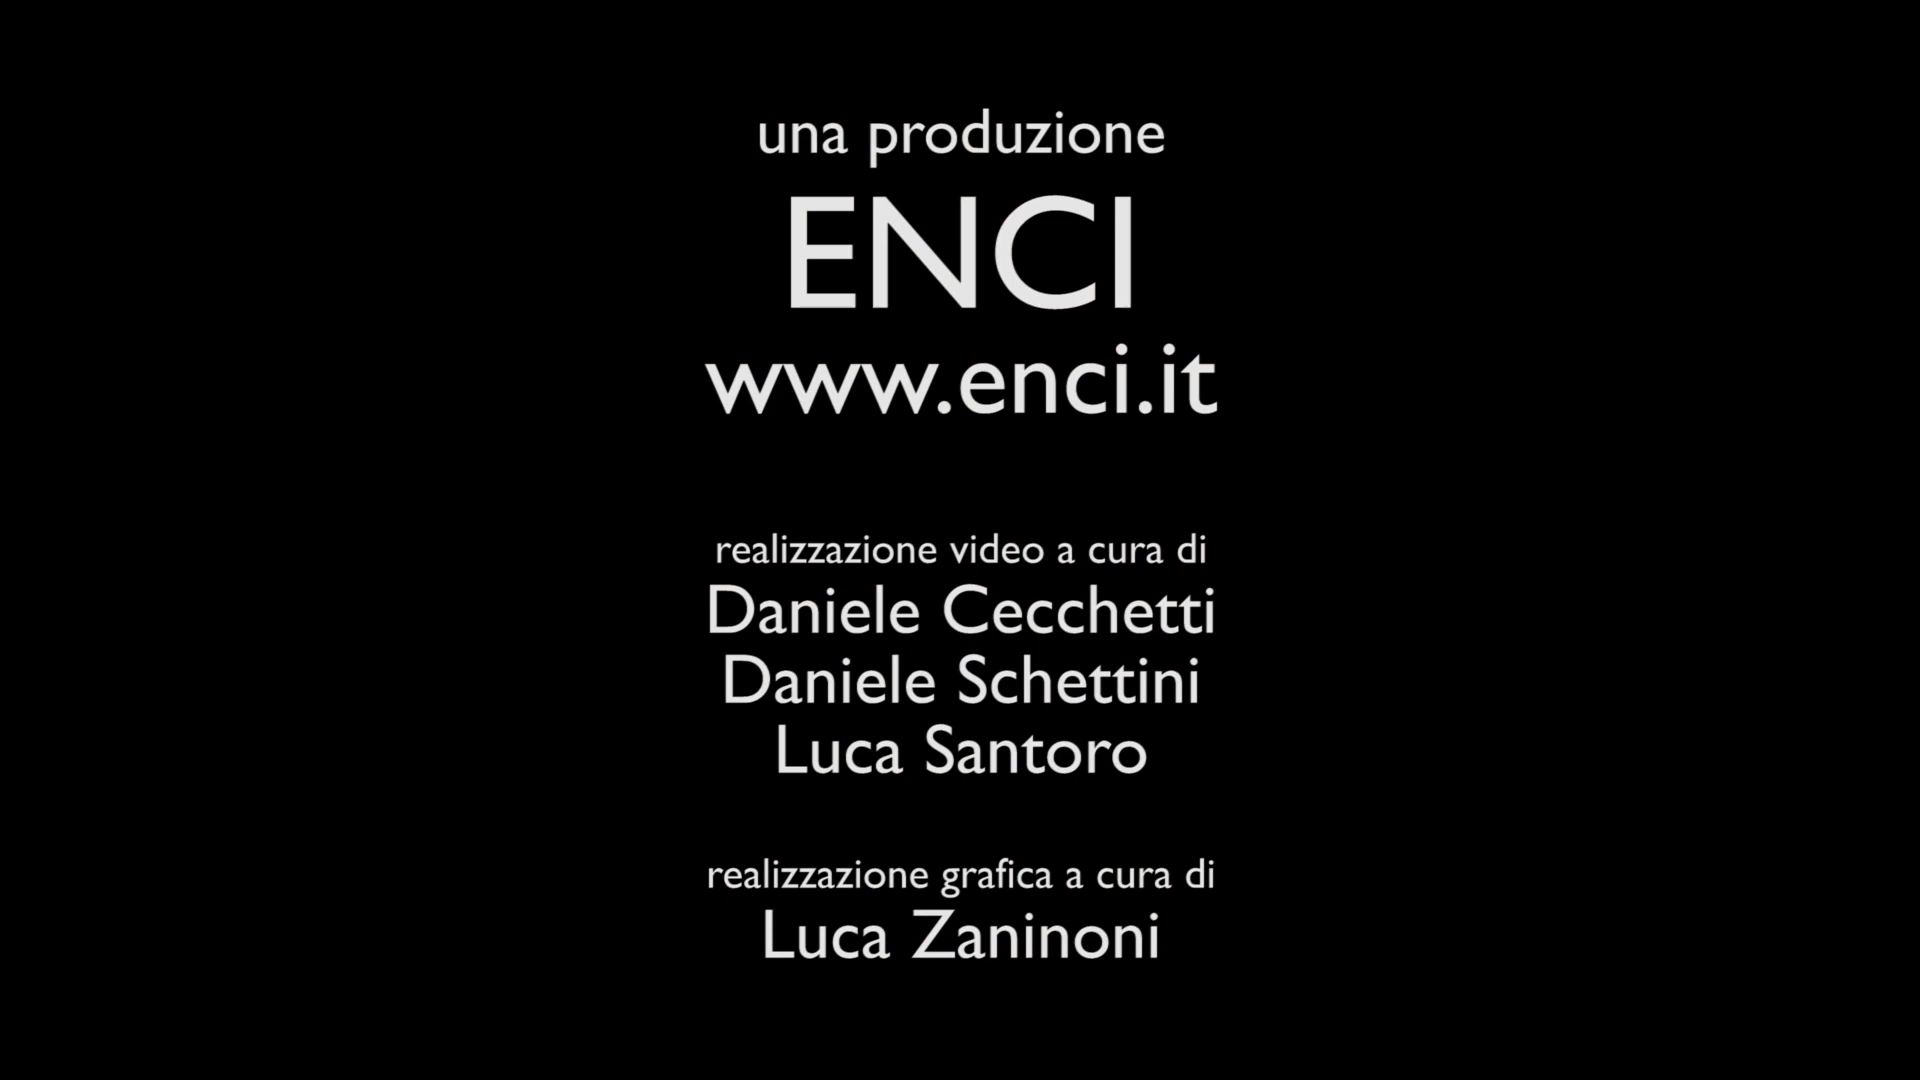 una produzione
ENCI
www.enci.it
realizzazione video a cura di
Daniele Cecchetti
Daniele Schettini
Luca Santoro
realizzazione grafica a cura di
Luca Zaninoni